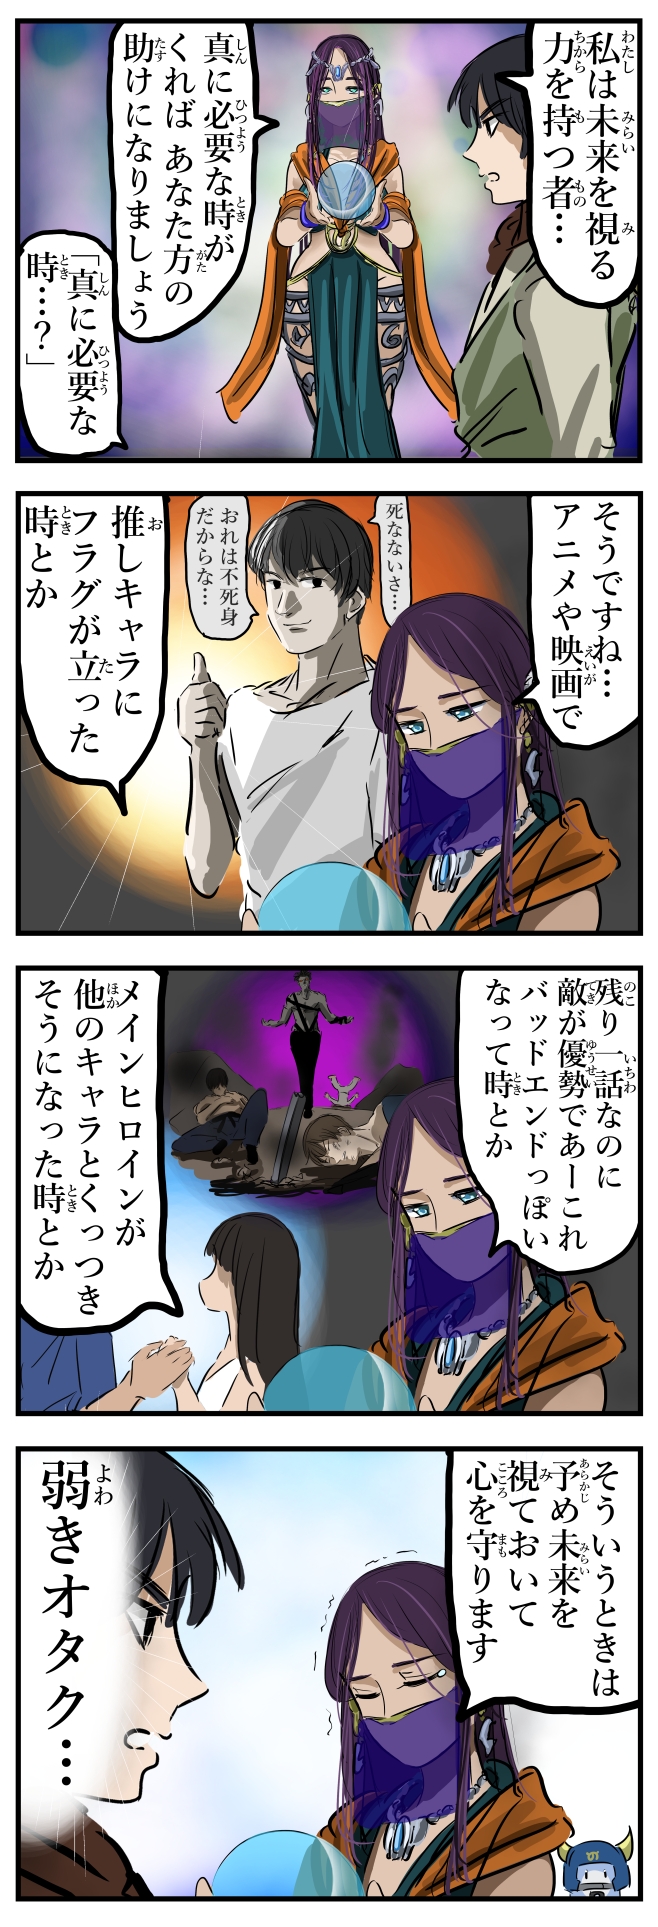 私は未来を視る
力を持つ者…
真に必要な時が
くれば あなた方の
助けになりましょう
「真に必要な
時…?」
そうですね…
アニメや映画で
死なないさ…
おれは不死身
だからな…
推しキャラに
フラグが立った
時とか
残り一話なのに
敵が優勢であーこれ
バッドエンドっぽい
なって時とか
メインヒロインが
他のキャラとくっつき
そうになった時とか
そういうときは
予め未来を
視ておいて
心を守ります
弱きオタク…